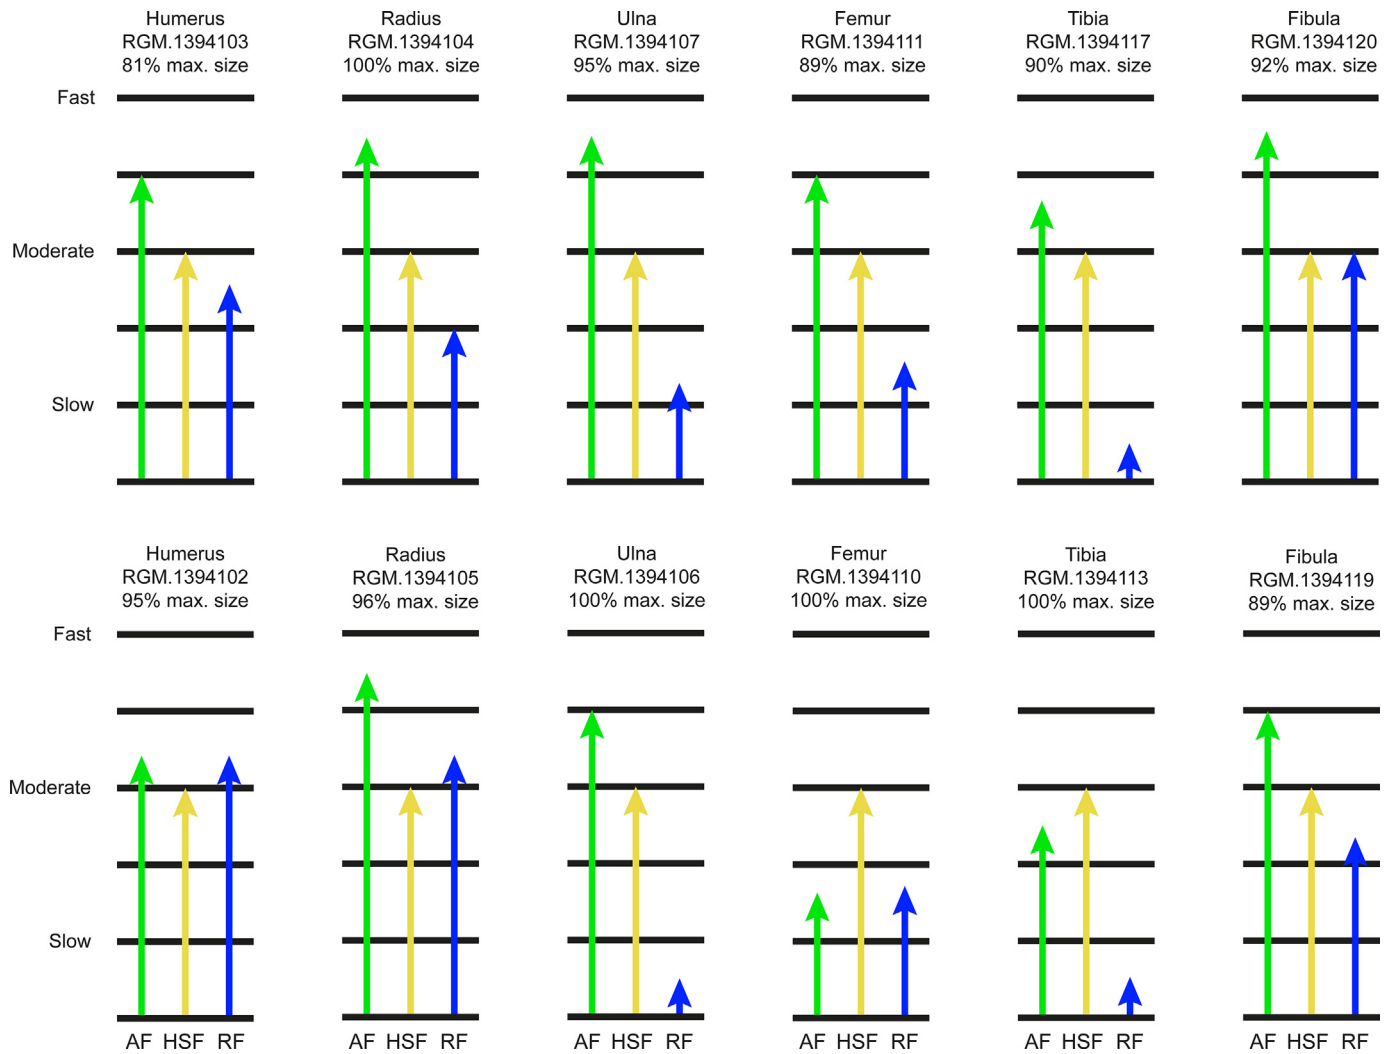 Humerus
RGM.1394103
81% max. size
Radius
RGM.1394104
100% max. size
Ulna
RGM.1394107
95% max. size
Femur
RGM.1394111
89% max. size
Tibia
RGM.1394117
90% max. size
Fibula
RGM.1394120
92% max. size
Fast
Moderate
Slow
Humerus
RGM.1394102
95% max. size
Radius
RGM.1394105
96% max. size
Ulna
RGM.1394106
100% max. size
Femur
RGM.1394110
100% max. size
Tibia
RGM.1394113
100% max. size
Fibula
RGM.1394119
89% max. size
Fast
Moderate
Slow
AF HSF RF
AF HSF RF
AF HSF RF
AF HSF RF
AF HSF RF
AF HSF RF